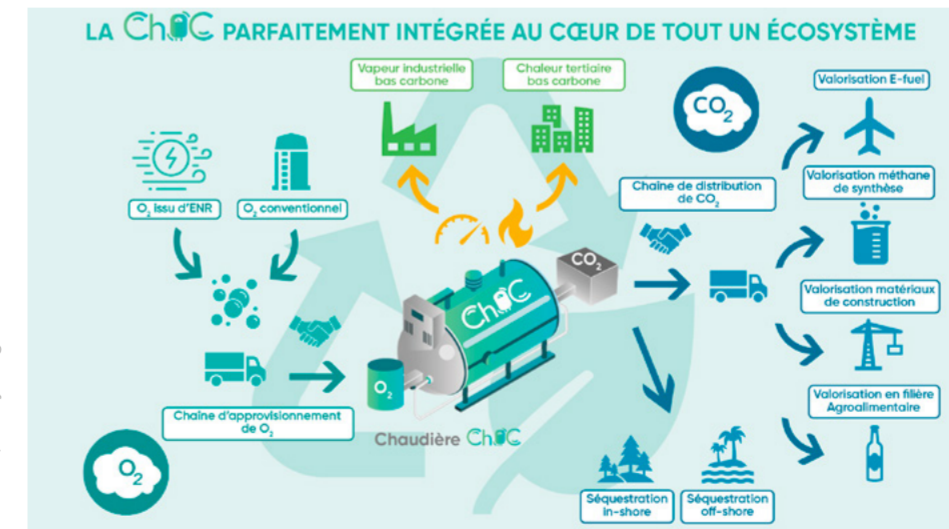 LA ChOC PARFAITEMENT INTÉGRÉE AU CŒUR DE TOUT UN ÉCOSYSTÈME
Vapeur industrielle
bas carbone
Chaleur tertiaire
bas carbone
CO₂
Valorisation E-fuel
O₂ issu d'ENR
O₂ conventionnel
Chaîne de distribution
de CO₂
Valorisation méthane
de synthèse
CO₂
ChOC
Valorisation matériaux
de construction
O₂
Chaîne d'approvisionnement
de O₂
Chaudière ChOC
Valorisation en filière
Agroalimentaire
O₂
Séquestration
in-shore
Séquestration
off-shore